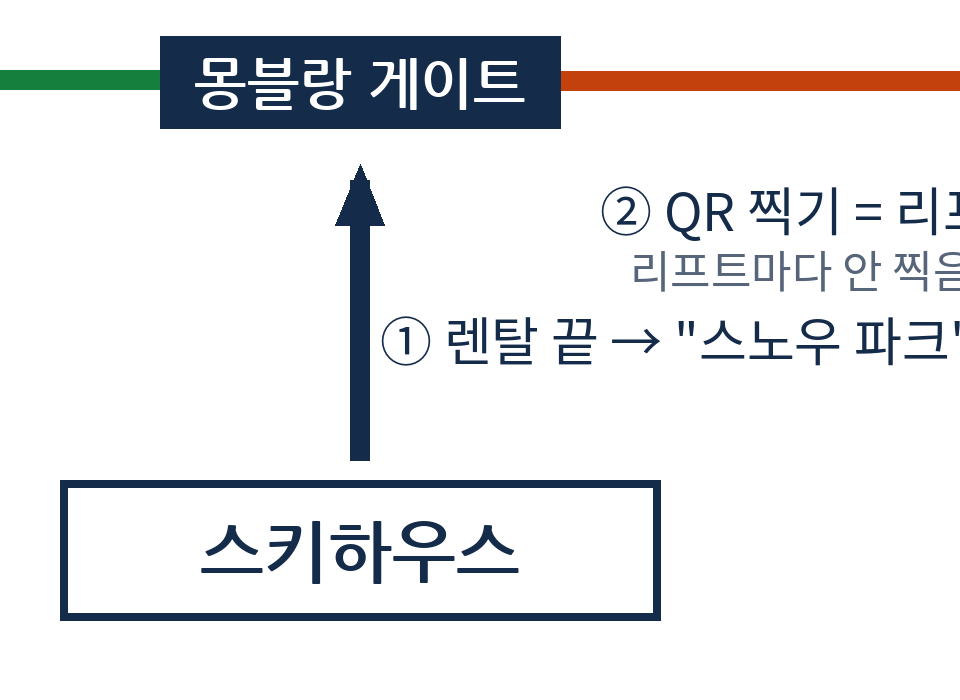 몽블랑 게이트
② QR 찍기 = 리프
리프트마다 안 찍음
① 렌탈 끝 → "스노우 파크"
스키하우스